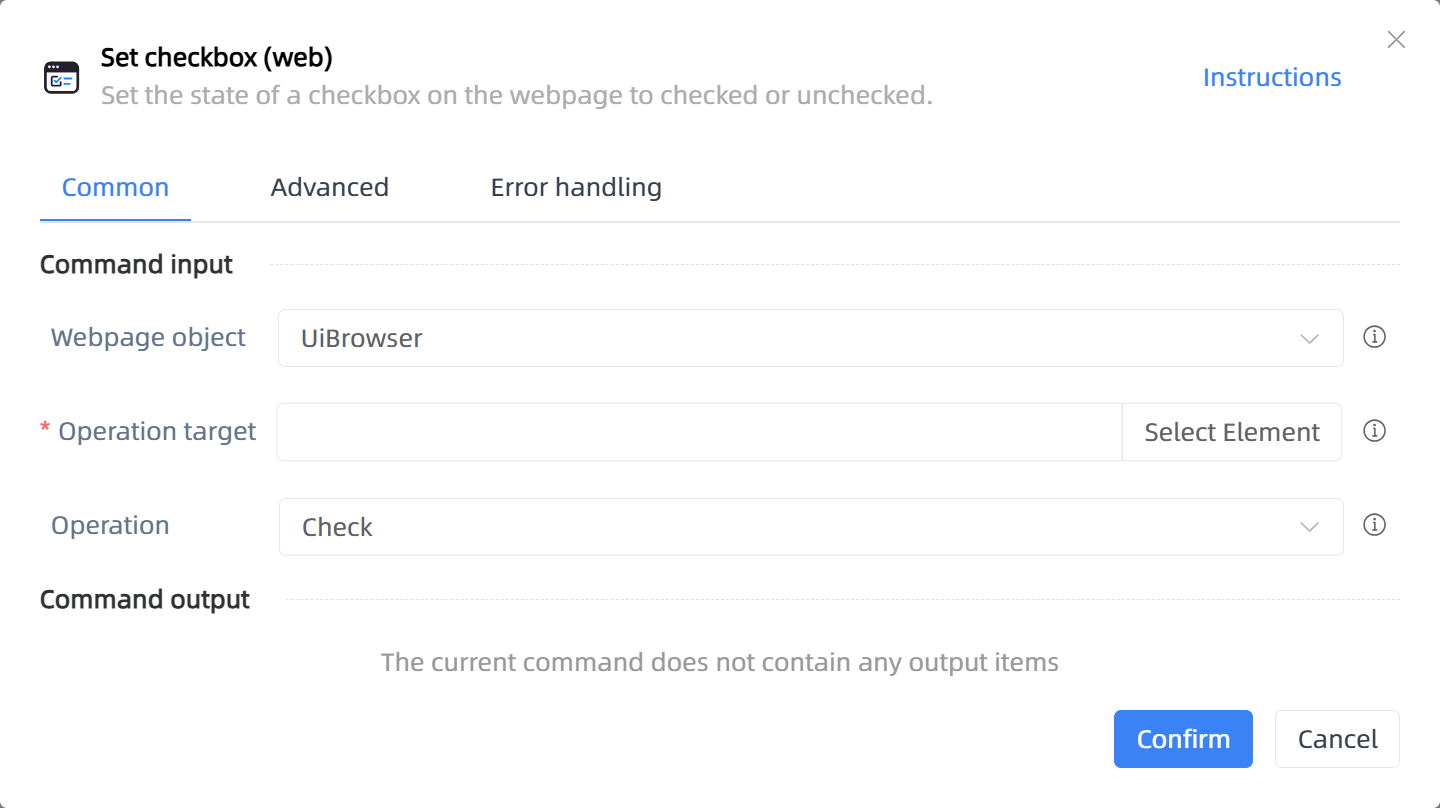 Set checkbox (web)
Set the state of a checkbox on the webpage to checked or unchecked.
Instructions
Common
Advanced
Error handling
Command input
Webpage object
UiBrowser
* Operation target
Select Element
Operation
Check
Command output
The current command does not contain any output items
Confirm
Cancel